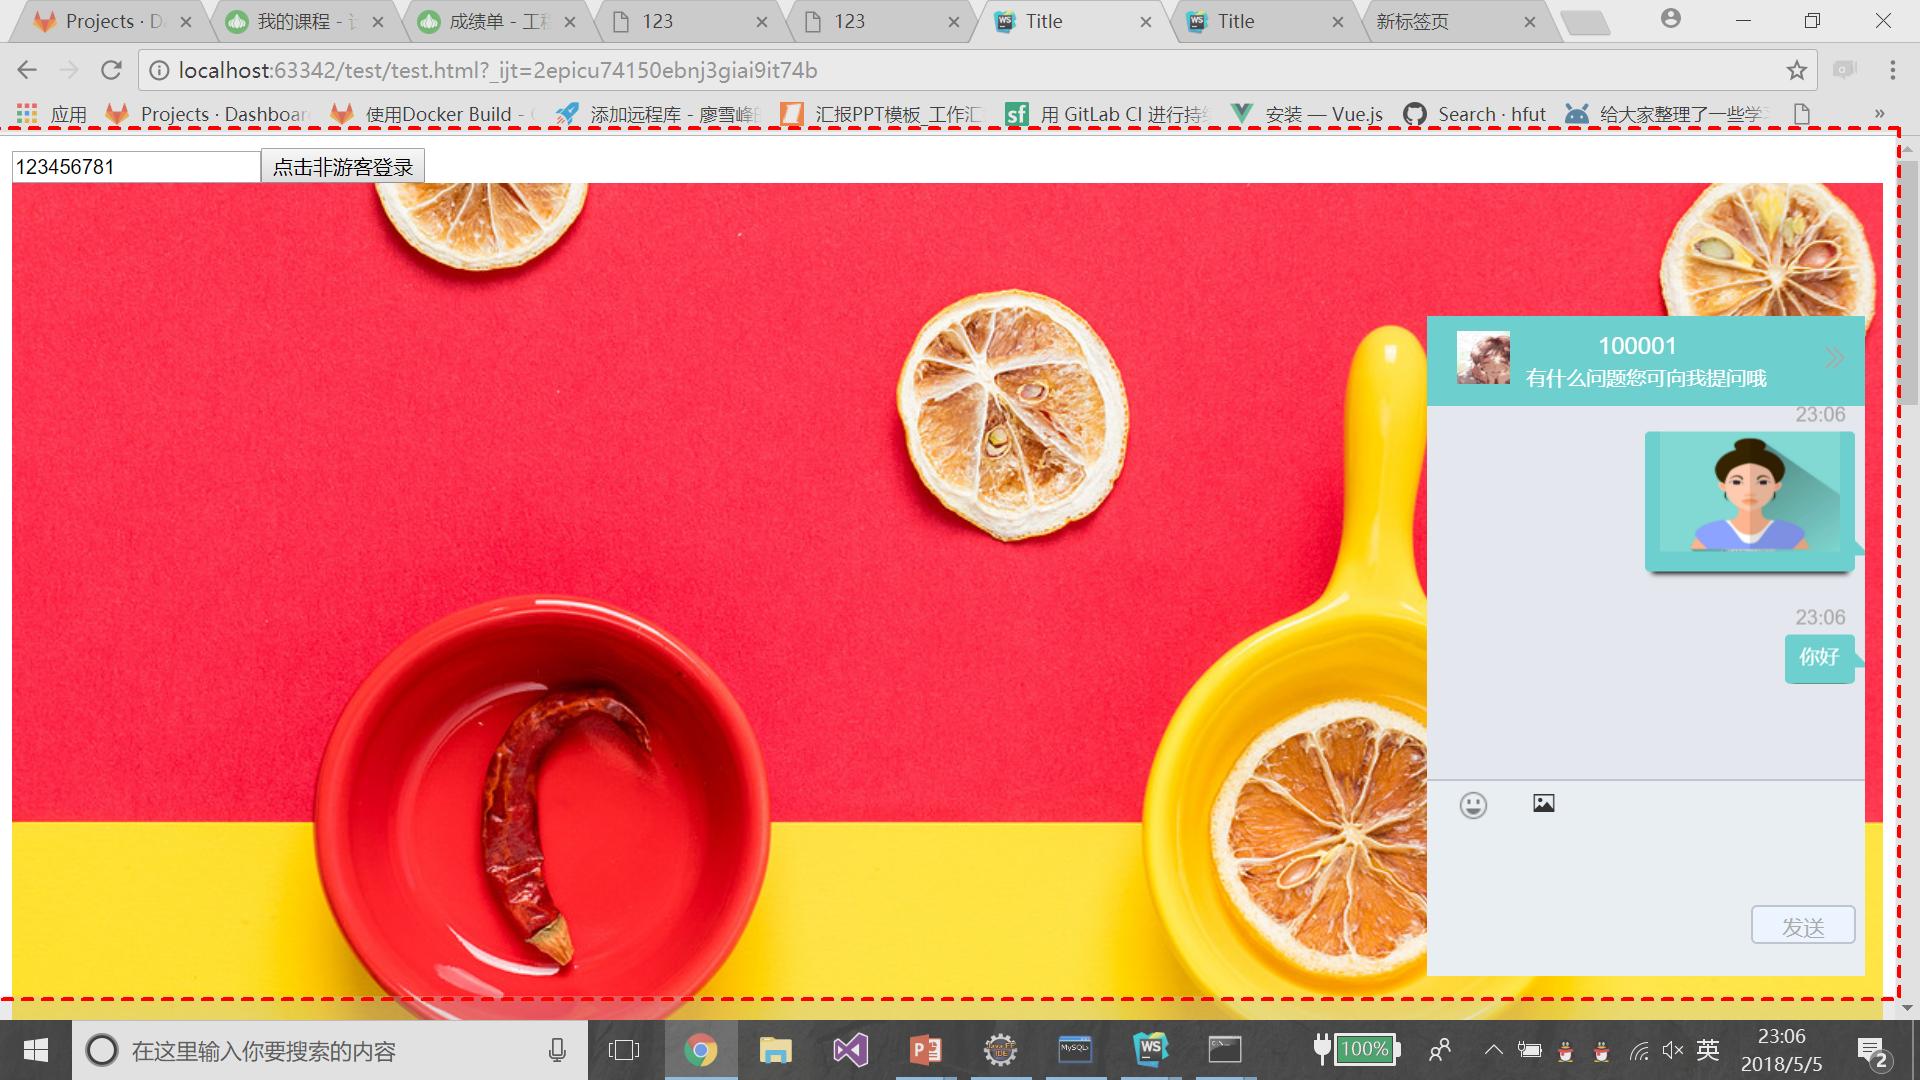 Projects · D
我的课程 -
成绩单 - 工程
123
123
Title
Title
新标签页
localhost:63342/test/test.html?_ijt=2epicu74150ebnj3giai9it74b
应用
Projects · Dashboar
使用Docker Build -
添加远程库 - 廖雪峰
汇报PPT模板_工作汇
用 GitLab CI 进行持续
安装 — Vue.js
Search · hfut
给大家整理了一些学
»
123456781
点击非游客登录
100001
有什么问题您可向我提问哦
23:06
23:06
你好
发送
在这里输入你要搜索的内容
100%
英
23:06
2018/5/5
2